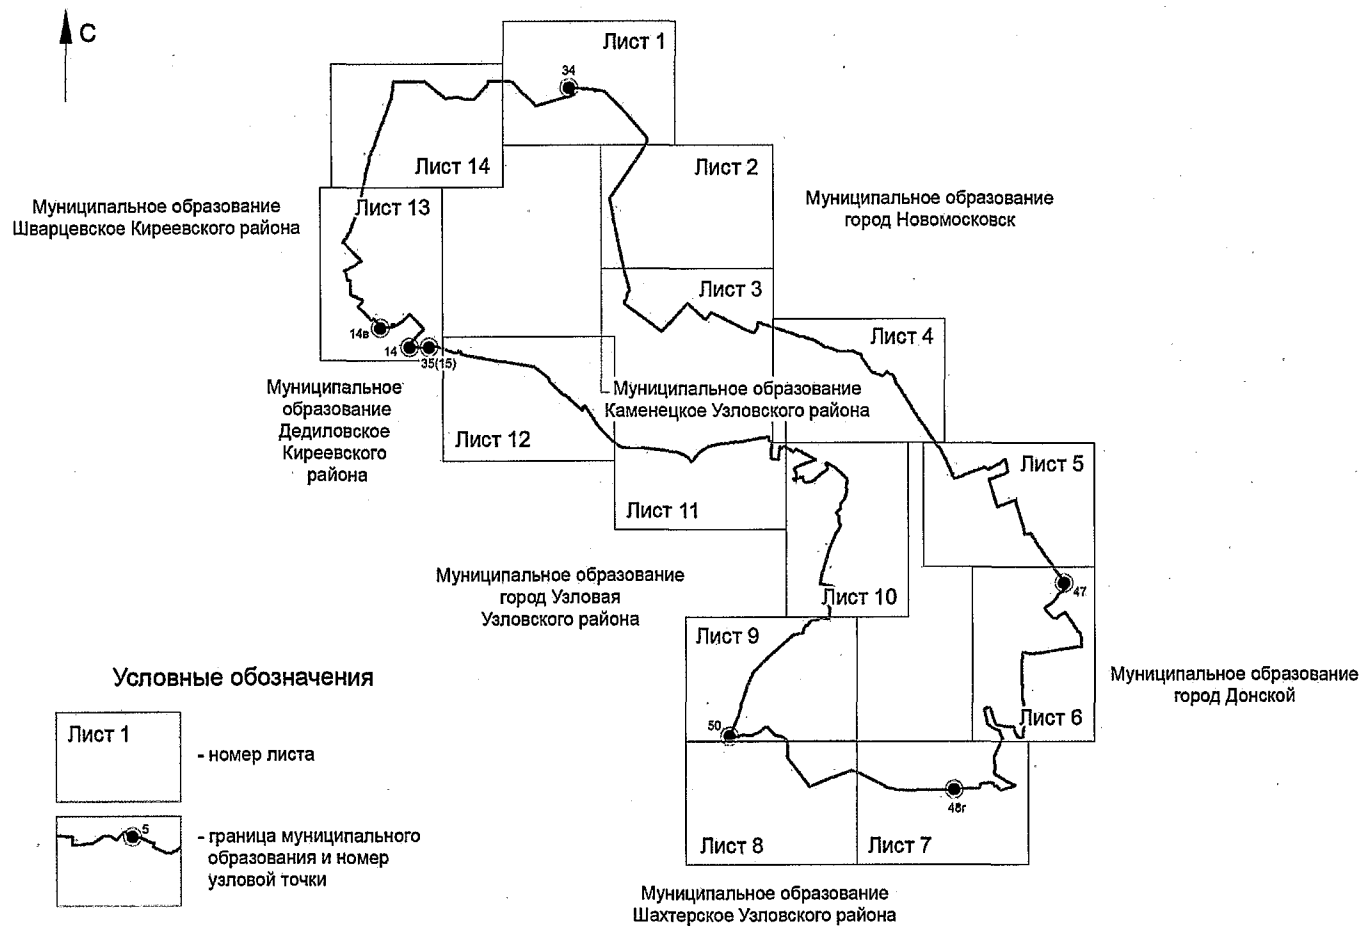 С
Лист 1
34
Лист 14
Лист 2
Муниципальное образование
Шварцевское Киреевского района
Лист 13
Муниципальное образование
город Новомосковск
Лист 3
14в
14
35(15)
Лист 4
Муниципальное
образование
Дедиловское
Киреевского
района
Муниципальное образование
Каменецкое Узловского района
Лист 12
Лист 5
Лист 11
Муниципальное образование
город Узловая
Узловского района
Лист 10
47
Лист 9
Муниципальное образование
город Донской
Лист 6
50
48г
Лист 8
Лист 7
Муниципальное образование
Шахтерское Узловского района
Условные обозначения
Лист 1
- номер листа
5
- граница муниципального
образования и номер
узловой точки